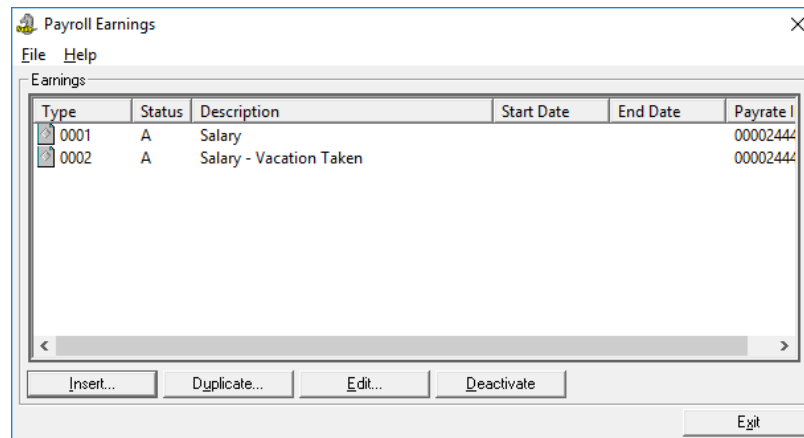 Payroll Earnings
File Help
Earnings
Type Status Description Start Date End Date Payrate I
0001 A Salary 00002444
0002 A Salary - Vacation Taken 00002444
Insert... Duplicate... Edit... Deactivate
Exit